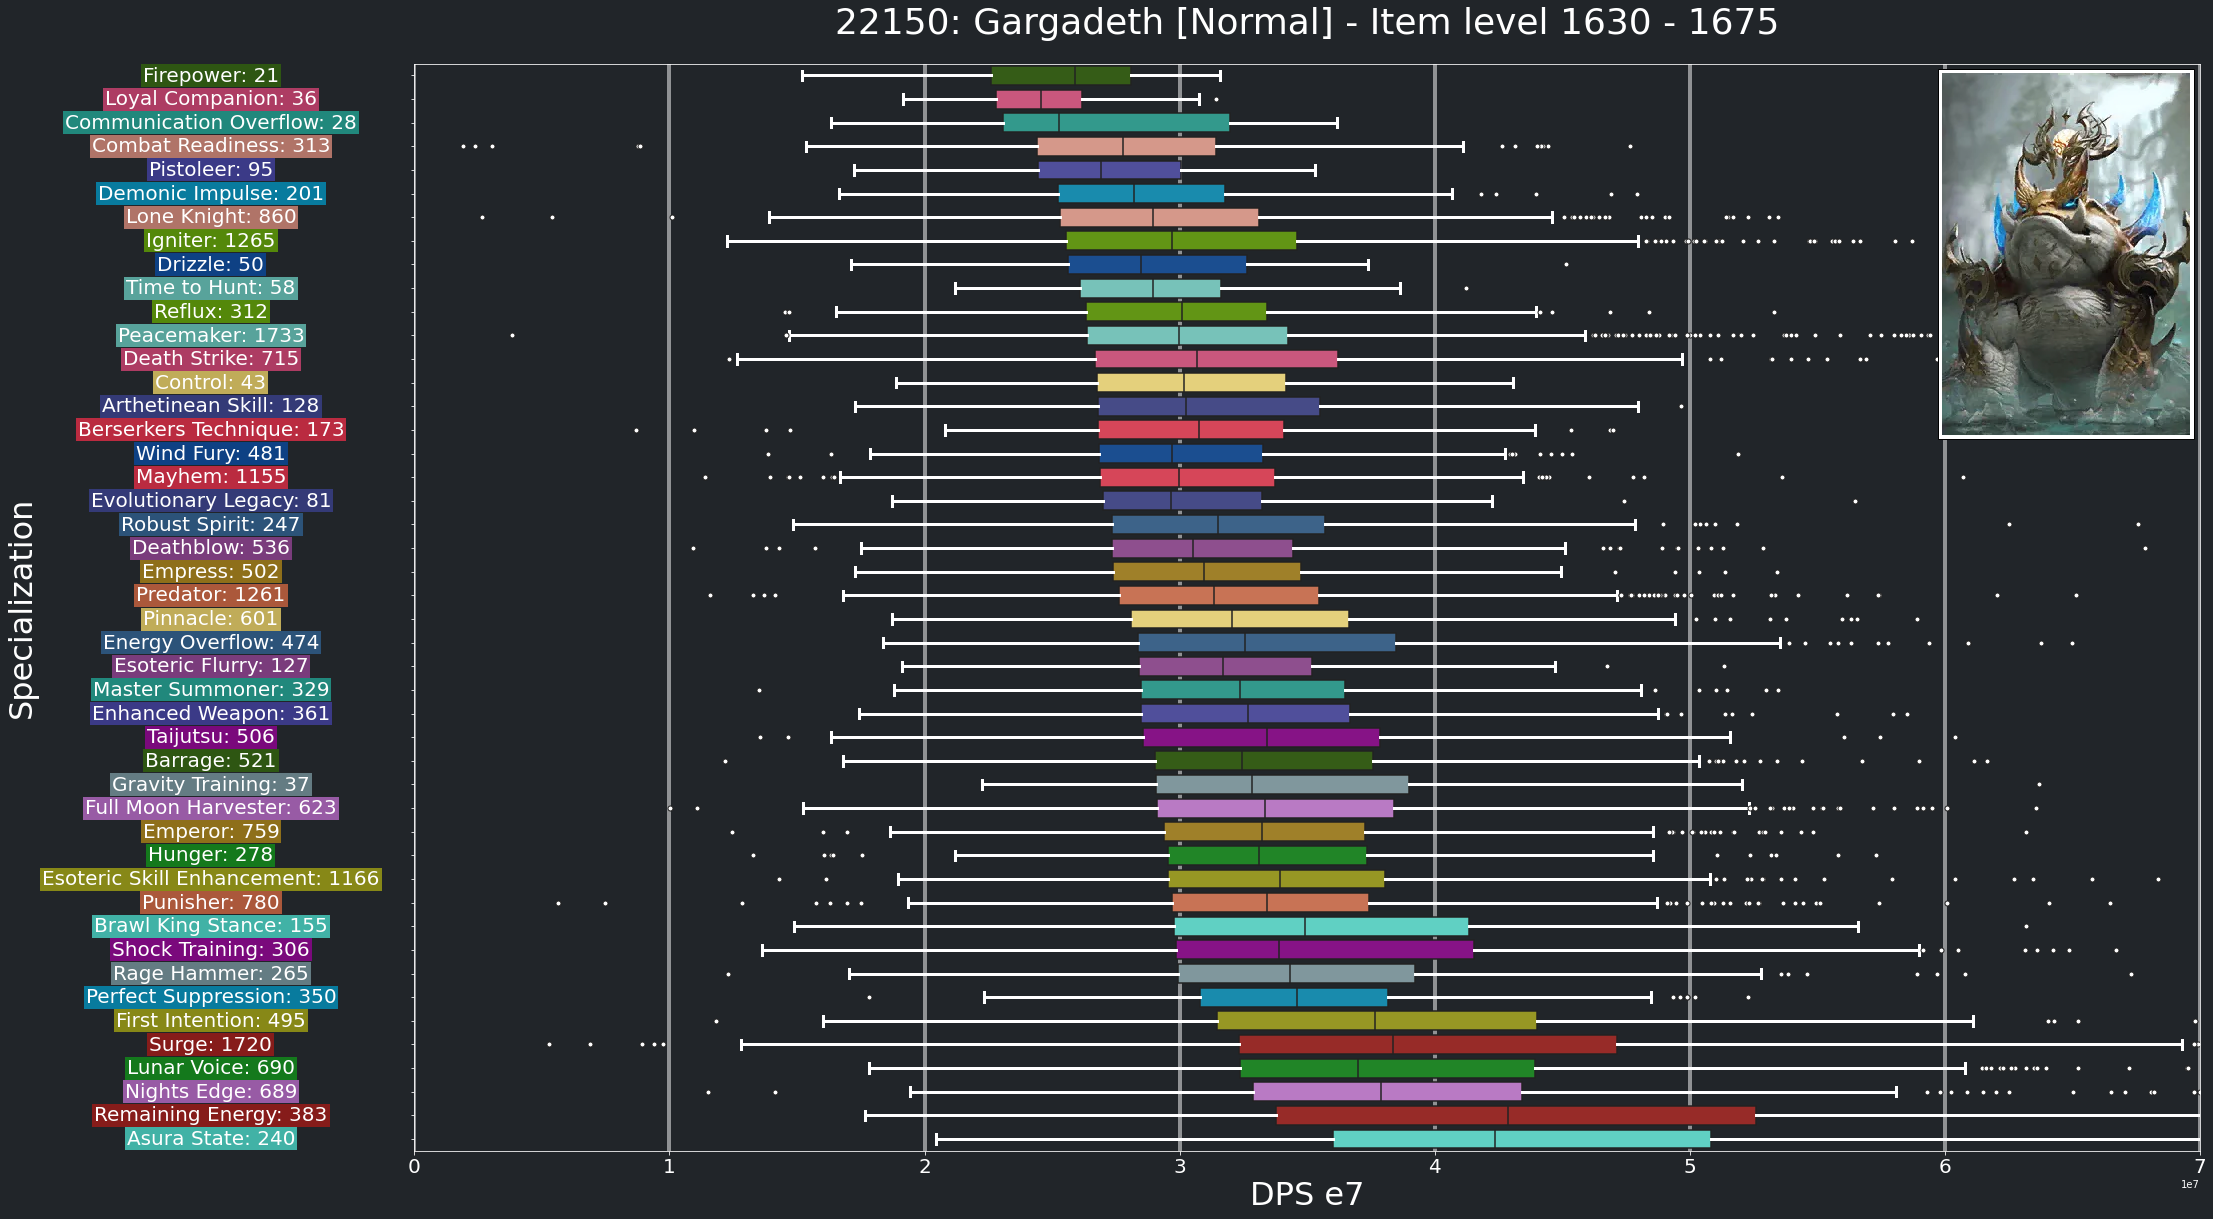 22150: Gargadeth [Normal] - Item level 1630 - 1675
Specialization
Firepower: 21
Loyal Companion: 36
Communication Overflow: 28
Combat Readiness: 313
Pistoleer: 95
Demonic Impulse: 201
Lone Knight: 860
Igniter: 1265
Drizzle: 50
Time to Hunt: 58
Reflux: 312
Peacemaker: 1733
Death Strike: 715
Control: 43
Arthetinean Skill: 128
Berserkers Technique: 173
Wind Fury: 481
Mayhem: 1155
Evolutionary Legacy: 81
Robust Spirit: 247
Deathblow: 536
Empress: 502
Predator: 1261
Pinnacle: 601
Energy Overflow: 474
Esoteric Flurry: 127
Master Summoner: 329
Enhanced Weapon: 361
Taijutsu: 506
Barrage: 521
Gravity Training: 37
Full Moon Harvester: 623
Emperor: 759
Hunger: 278
Esoteric Skill Enhancement: 1166
Punisher: 780
Brawl King Stance: 155
Shock Training: 306
Rage Hammer: 265
Perfect Suppression: 350
First Intention: 495
Surge: 1720
Lunar Voice: 690
Nights Edge: 689
Remaining Energy: 383
Asura State: 240
0 1 2 3 4 5 6 7
1e7
DPS e7